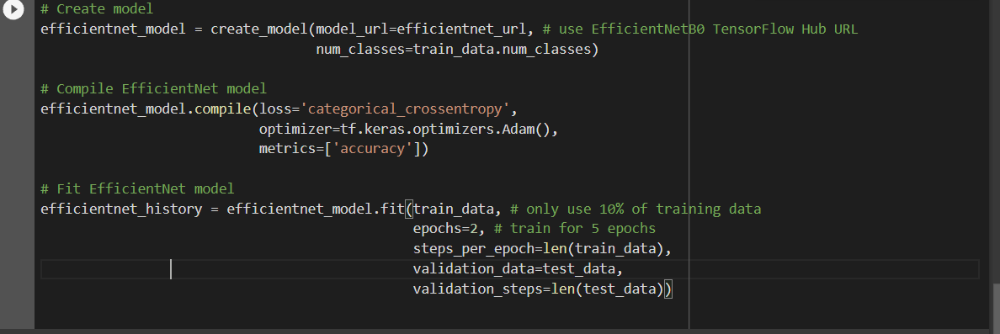 # Create model
efficientnet_model = create_model(model_url=efficientnet_url, # use EfficientNetB0 TensorFlow Hub URL
num_classes=train_data.num_classes)
# Compile EfficientNet model
efficientnet_model.compile(loss='categorical_crossentropy',
optimizer=tf.keras.optimizers.Adam(),
metrics=['accuracy'])
# Fit EfficientNet model
efficientnet_history = efficientnet_model.fit(train_data, # only use 10% of training data
epochs=2, # train for 5 epochs
steps_per_epoch=len(train_data),
validation_data=test_data,
validation_steps=len(test_data))